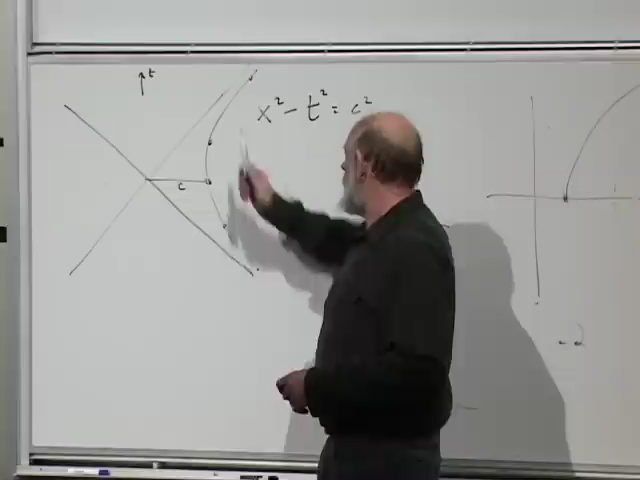 t
x² - t² = c²
c